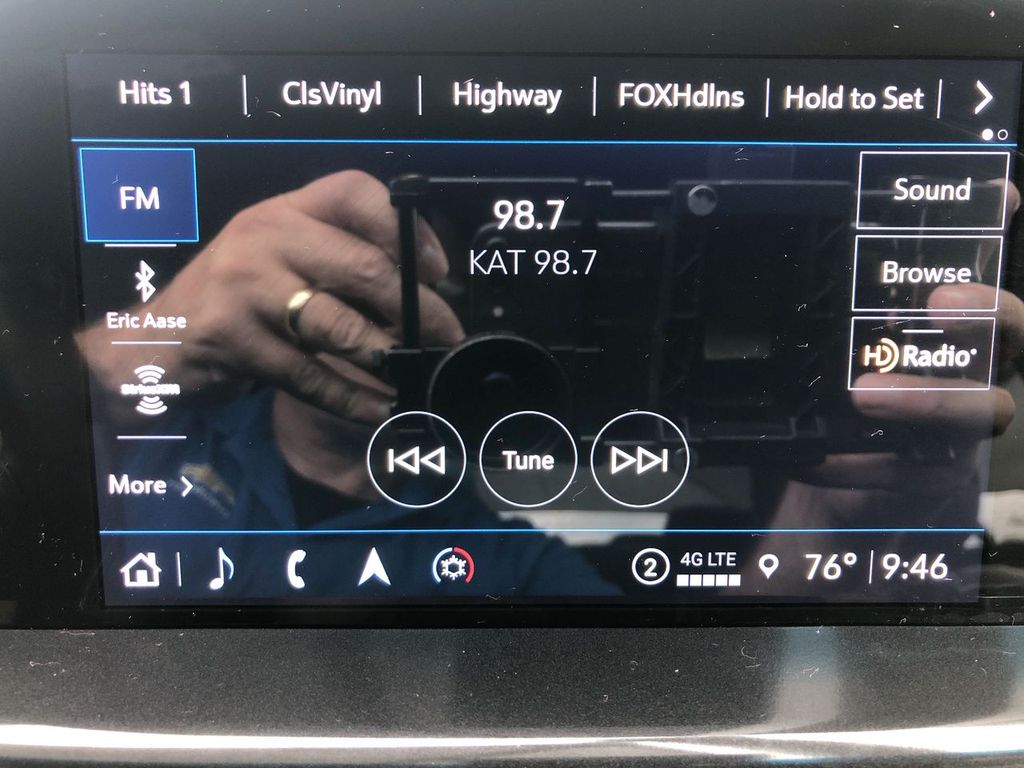 Hits 1 ClsVinyl Highway FOXHdlns Hold to Set
FM
98.7
KAT 98.7
Sound
Browse
HD Radio
Eric Aase
SiriusXM
More
Tune
2 4G LTE 76° 9:46